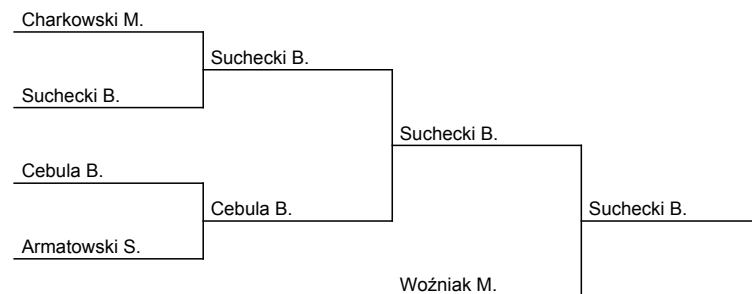 Charkowski M.
Suchecki B.
Suchecki B.
Suchecki B.
Cebula B.
Cebula B.
Suchecki B.
Armatowski S.
Woźniak M.